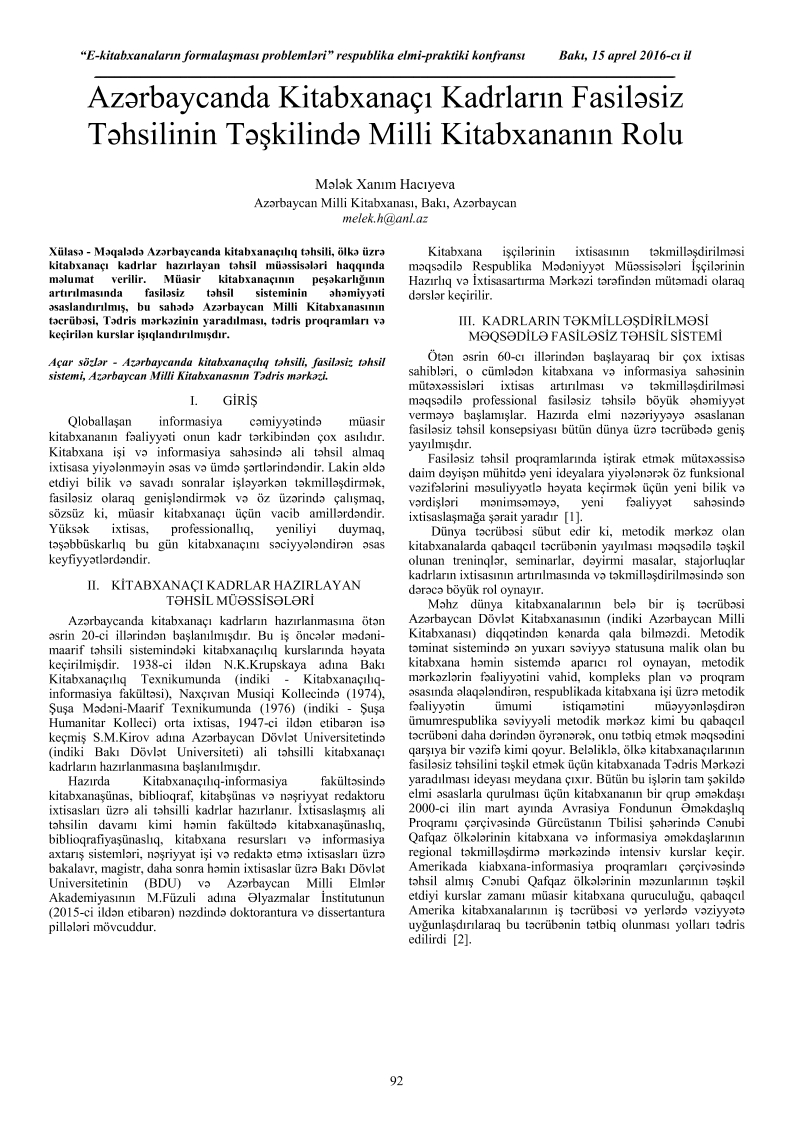 “E-kitabxanaların formalaşması problemləri” respublika elmi-praktiki konfransı Bakı, 15 aprel 2016-cı il
Azərbaycanda Kitabxanaçı Kadrların Fasiləsiz
Təhsilinin Təşkilində Milli Kitabxananın Rolu
Mələk Xanım Hacıyeva
Azərbaycan Milli Kitabxanası, Bakı, Azərbaycan
melek.h@anl.az
Xülasə - Məqalədə Azərbaycanda kitabxanaçılıq təhsili, ölkə üzrə
kitabxanaçı kadrlar hazırlayan təhsil müəssisələri haqqında
məlumat verilir. Müasir kitabxanaçının peşəkarlığının
artırılmasında fasiləsiz təhsil sisteminin əhəmiyyəti
əsaslandırılmış, bu sahədə Azərbaycan Milli Kitabxanasının
təcrübəsi, Tədris mərkəzinin yaradılması, tədris proqramları və
keçirilən kurslar işıqlandırılmışdır.
Açar sözlər - Azərbaycanda kitabxanaçılıq təhsili, fasiləsiz təhsil
sistemi, Azərbaycan Milli Kitabxanasnın Tədris mərkəzi.
I. GİRİŞ
Qloballaşan informasiya cəmiyyətində müasir
kitabxananın fəaliyyəti onun kadr tərkibindən çox asılıdır.
Kitabxana işi və informasiya sahəsində ali təhsil almaq
ixtisasa yiyələnməyin əsas və ümdə şərtlərindəndir. Lakin əldə
etdiyi bilik və savadı sonralar işləyərkən təkmilləşdirmək,
fasiləsiz olaraq genişləndirmək və öz üzərində çalışmaq,
sözsüz ki, müasir kitabxanaçı üçün vacib amillərdəndir.
Yüksək ixtisas, professionallıq, yeniliyi duymaq,
təşəbbüskarlıq bu gün kitabxanaçını səciyyələndirən əsas
keyfiyyətlərdəndir.
II. KİTABXANAÇI KADRLAR HAZIRLAYAN
TƏHSİL MÜƏSSİSƏLƏRİ
Azərbaycanda kitabxanaçı kadrların hazırlanmasına ötən
əsrin 20-ci illərindən başlanılmışdır. Bu iş öncələr mədəni-
maarif təhsili sistemindəki kitabxanaçılıq kurslarında həyata
keçirilmişdir. 1938-ci ildən N.K.Krupskaya adına Bakı
Kitabxanaçılıq Texnikumunda (indiki - Kitabxanaçılıq-
informasiya fakültəsi), Naxçıvan Musiqi Kollecində (1974),
Şuşa Mədəni-Maarif Texnikumunda (1976) (indiki - Şuşa
Humanitar Kolleci) orta ixtisas, 1947-ci ildən etibarən isə
keçmiş S.M.Kirov adına Azərbaycan Dövlət Universitetində
(indiki Bakı Dövlət Universiteti) ali təhsilli kitabxanaçı
kadrların hazırlanmasına başlanılmışdır.
Hazırda Kitabxanaçılıq-informasiya fakültəsində
kitabxanaşünas, biblioqraf, kitabşünas və nəşriyyat redaktoru
ixtisasları üzrə ali təhsilli kadrlar hazırlanır. İxtisaslaşmış ali
təhsilin davamı kimi həmin fakültədə kitabxanaşünaslıq,
biblioqrafiyaşünaslıq, kitabxana resursları və informasiya
axtarış sistemləri, nəşriyyat işi və redaktə etmə ixtisasları üzrə
bakalavr, magistr, daha sonra həmin ixtisaslar üzrə Bakı Dövlət
Universitetinin (BDU) və Azərbaycan Milli Elmlər
Akademiyasının M.Füzuli adına Əlyazmalar İnstitutunun
(2015-ci ildən etibarən) nəzdində doktorantura və dissertantura
pillələri mövcuddur.
Kitabxana işçilərinin ixtisasının təkmilləşdirilməsi
məqsədilə Respublika Mədəniyyət Müəssisələri İşçilərinin
Hazırlıq və İxtisasartırma Mərkəzi tərəfindən mütəmadi olaraq
dərslər keçirilir.
III. KADRLARIN TƏKMİLLƏŞDİRİLMƏSİ
MƏQSƏDİLƏ FASİLƏSİZ TƏHSİL SİSTEMİ
Ötən əsrin 60-cı illərindən başlayaraq bir çox ixtisas
sahibləri, o cümlədən kitabxana və informasiya sahəsinin
mütəxəssisləri ixtisas artırılması və təkmilləşdirilməsi
məqsədilə professional fasiləsiz təhsilə böyük əhəmiyyət
verməyə başlamışlar. Hazırda elmi nəzəriyyəyə əsaslanan
fasiləsiz təhsil konsepsiyası bütün dünya üzrə təcrübədə geniş
yayılmışdır.
Fasiləsiz təhsil proqramlarında iştirak etmək mütəxəssisə
daim dəyişən mühitdə yeni ideyalara yiyələnərək öz funksional
vəzifələrini məsuliyyətlə həyata keçirmək üçün yeni bilik və
vərdişləri mənimsəməyə, yeni fəaliyyət sahəsində
ixtisaslaşmağa şərait yaradır [1].
Dünya təcrübəsi sübut edir ki, metodik mərkəz olan
kitabxanalarda qabaqcıl təcrübənin yayılması məqsədilə təşkil
olunan treninqlər, seminarlar, dəyirmi masalar, stajorluqlar
kadrların ixtisasının artırılmasında və təkmilləşdirilməsində son
dərəcə böyük rol oynayır.
Məhz dünya kitabxanalarının belə bir iş təcrübəsi
Azərbaycan Dövlət Kitabxanasının (indiki Azərbaycan Milli
Kitabxanası) diqqətindən kənarda qala bilməzdi. Metodik
təminat sistemində ən yuxarı səviyyə statusuna malik olan bu
kitabxana həmin sistemdə aparıcı rol oynayan, metodik
mərkəzlərin fəaliyyətini vahid, kompleks plan və proqram
əsasında əlaqələndirən, respublikada kitabxana işi üzrə metodik
fəaliyyətin ümumi istiqamətini müəyyənləşdirən
ümumrespublika səviyyəli metodik mərkəz kimi bu qabaqcıl
təcrübəni daha dərindən öyrənərək, onu tətbiq etmək məqsədini
qarşıya bir vəzifə kimi qoyur. Beləliklə, ölkə kitabxanaçılarının
fasiləsiz təhsilini təşkil etmək üçün kitabxanada Tədris Mərkəzi
yaradılması ideyası meydana çıxır. Bütün bu işlərin tam şəkildə
elmi əsaslarla qurulması üçün kitabxananın bir qrup əməkdaşı
2000-ci ilin mart ayında Avrasiya Fondunun Əməkdaşlıq
Proqramı çərçivəsində Gürcüstanın Tbilisi şəhərində Cənubi
Qafqaz ölkələrinin kitabxana və informasiya əməkdaşlarının
regional təkmilləşdirmə mərkəzində intensiv kurslar keçir.
Amerikada kiabxana-informasiya proqramları çərçivəsində
təhsil almış Cənubi Qafqaz ölkələrinin məzunlarının təşkil
etdiyi kurslar zamanı müasir kitabxana quruculuğu, qabaqcıl
Amerika kitabxanalarının iş təcrübəsi və yerlərdə vəziyyətə
uyğunlaşdırılaraq bu təcrübənin tətbiq olunması yolları tədris
edilirdi [2].
92